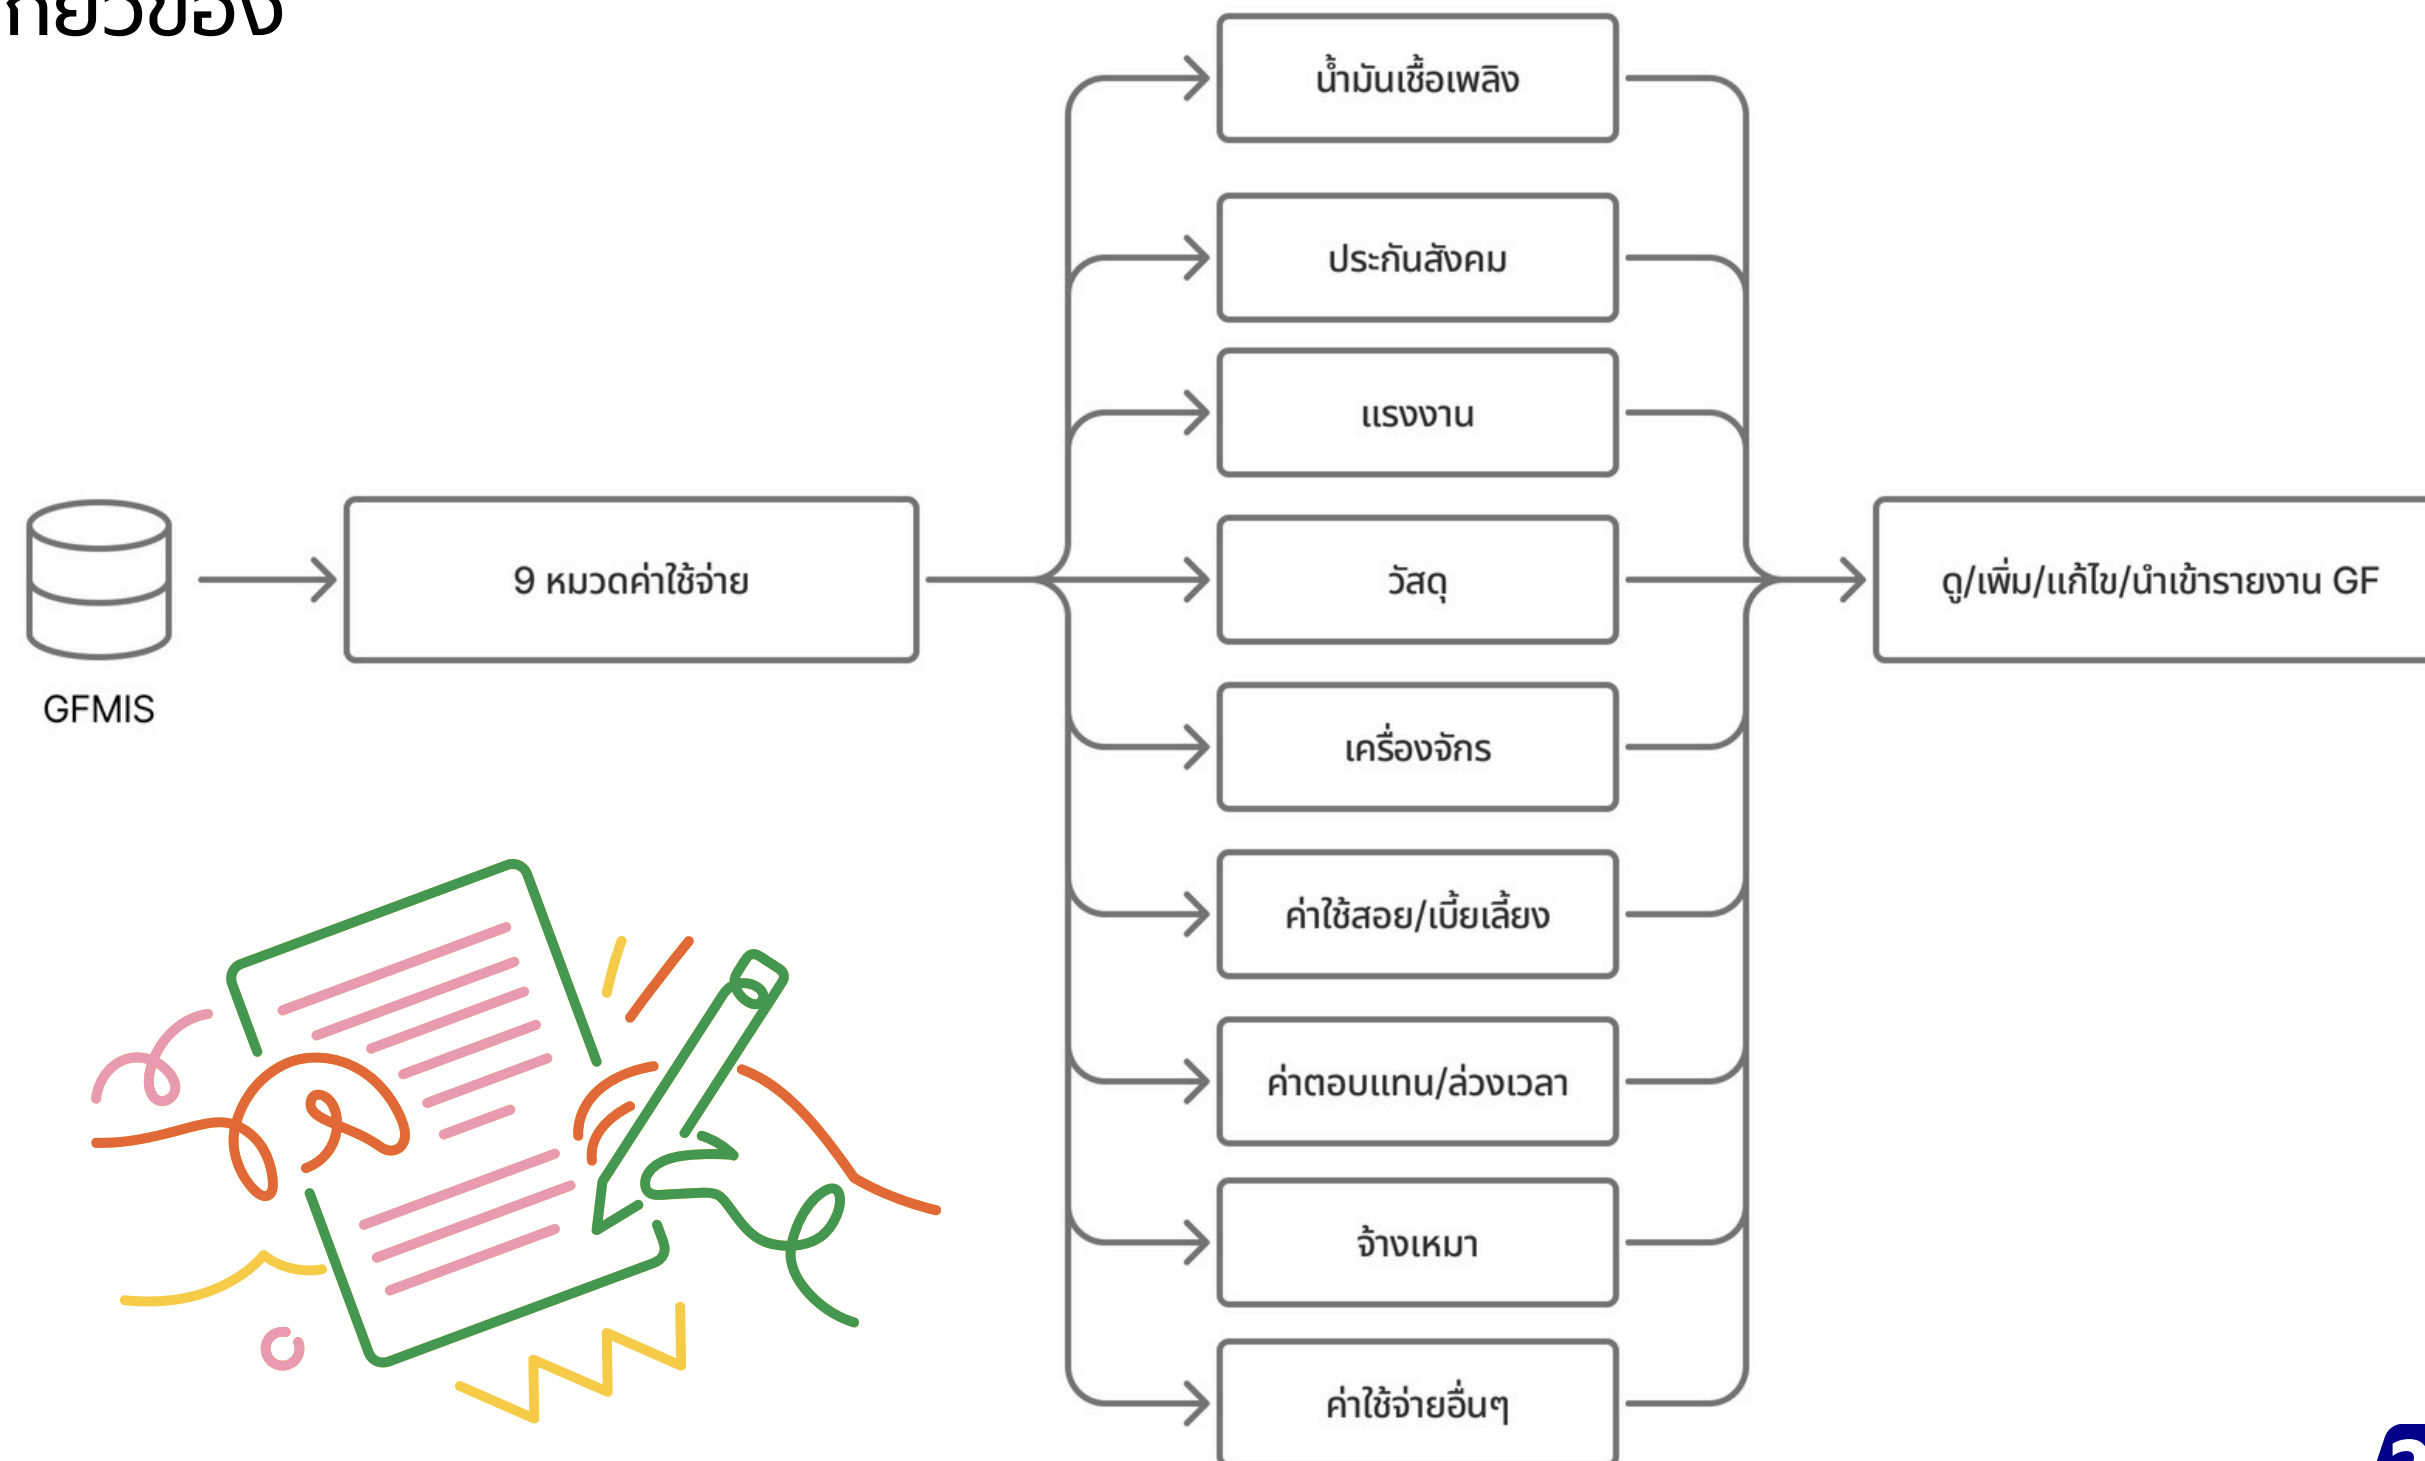 กี่ยวข้อง
น้ำมันเชื้อเพลิง
ประกันสังคม
แรงงาน
GFMIS
9 หมวดค่าใช้จ่าย
วัสดุ
ดู/เพิ่ม/แก้ไข/นำเข้ารายงาน GF
เครื่องจักร
ค่าใช้สอย/เบี้ยเลี้ยง
ค่าตอบแทน/ล่วงเวลา
จ้างเหมา
ค่าใช้จ่ายอื่นๆ